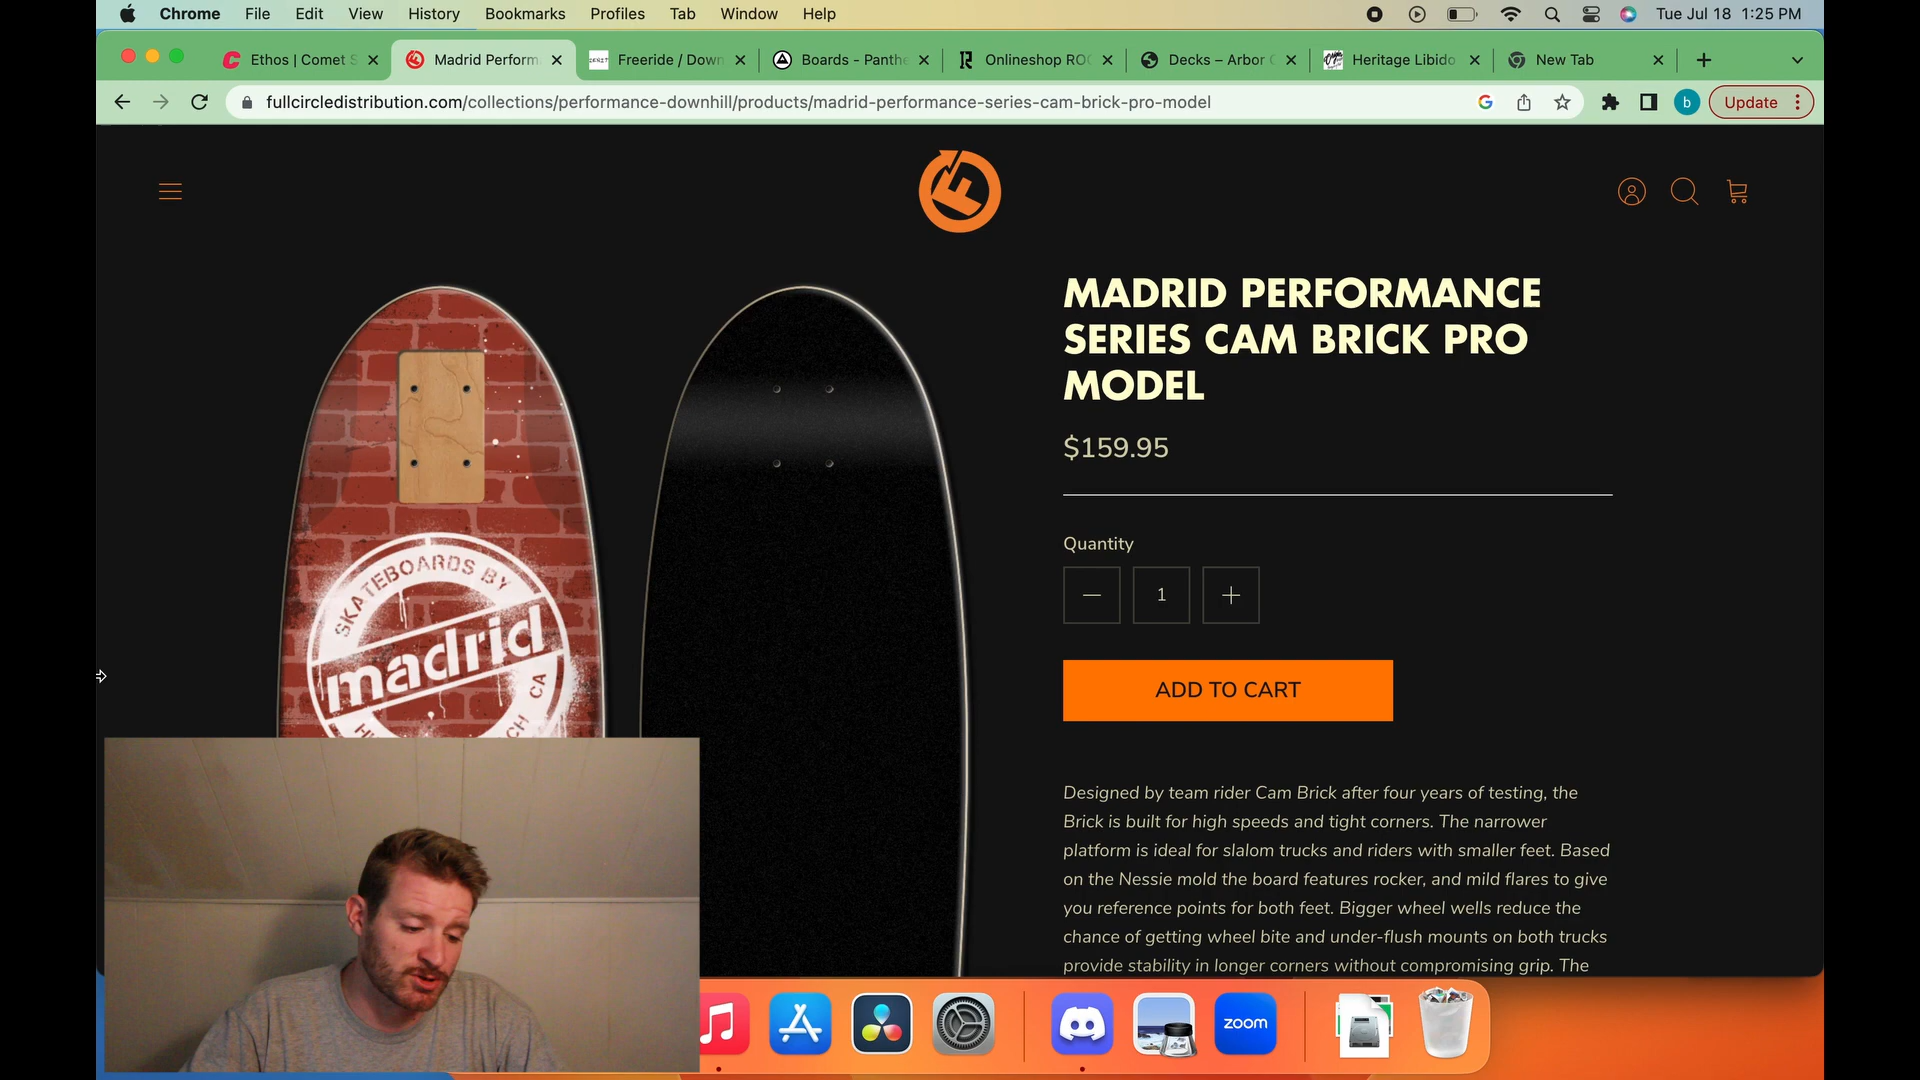 Chrome File Edit View History Bookmarks Profiles Tab Window Help Tue Jul 18 1:25 PM
Ethos | Comet S Madrid Perform Freeride / Down Boards - Panthe Onlineshop RO Decks – Arbor C Heritage Libido New Tab
fullcircledistribution.com/collections/performance-downhill/products/madrid-performance-series-cam-brick-pro-model b Update
MADRID PERFORMANCE
SERIES CAM BRICK PRO
MODEL
$159.95
Quantity
1
ADD TO CART
SKATEBOARDS BY
madrid
CH CA
Designed by team rider Cam Brick after four years of testing, the
Brick is built for high speeds and tight corners. The narrower
platform is ideal for slalom trucks and riders with smaller feet. Based
on the Nessie mold the board features rocker, and mild flares to give
you reference points for both feet. Bigger wheel wells reduce the
chance of getting wheel bite and under-flush mounts on both trucks
provide stability in longer corners without compromising grip. The
zoom